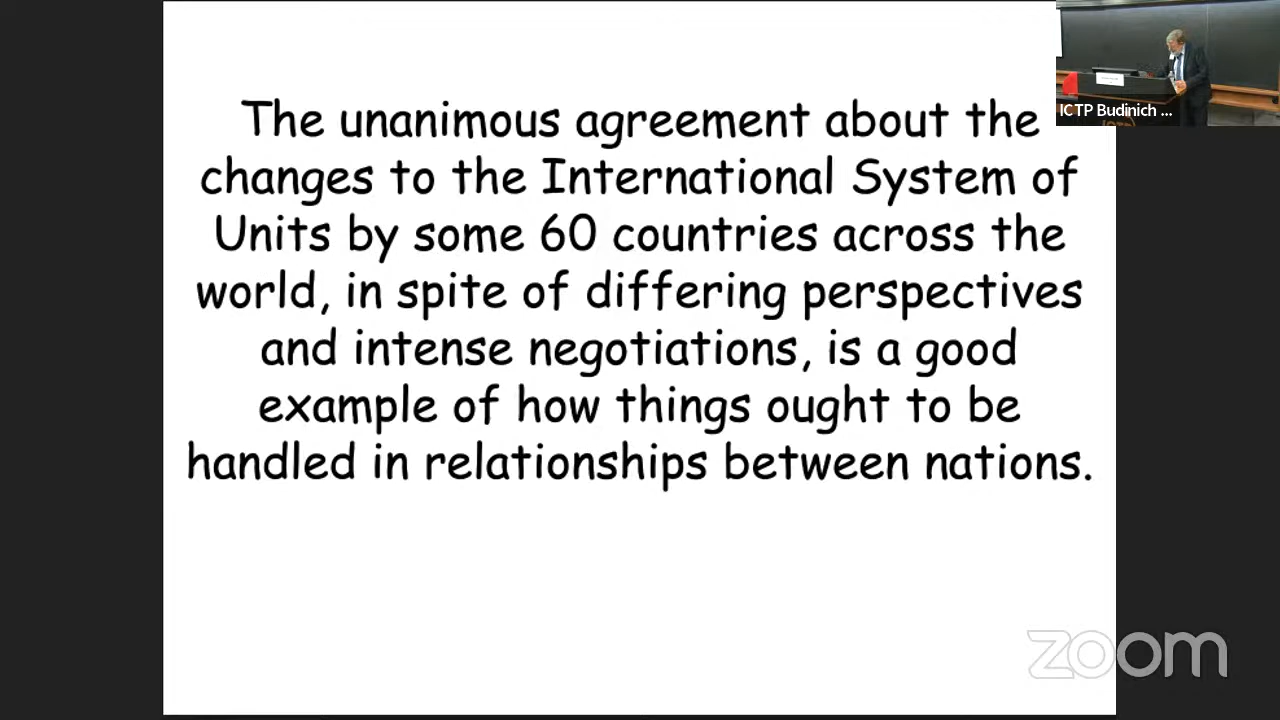 The unanimous agreement about the
changes to the International System of
Units by some 60 countries across the
world, in spite of differing perspectives
and intense negotiations, is a good
example of how things ought to be
handled in relationships between nations.
ICTP Budinich ...
zoom